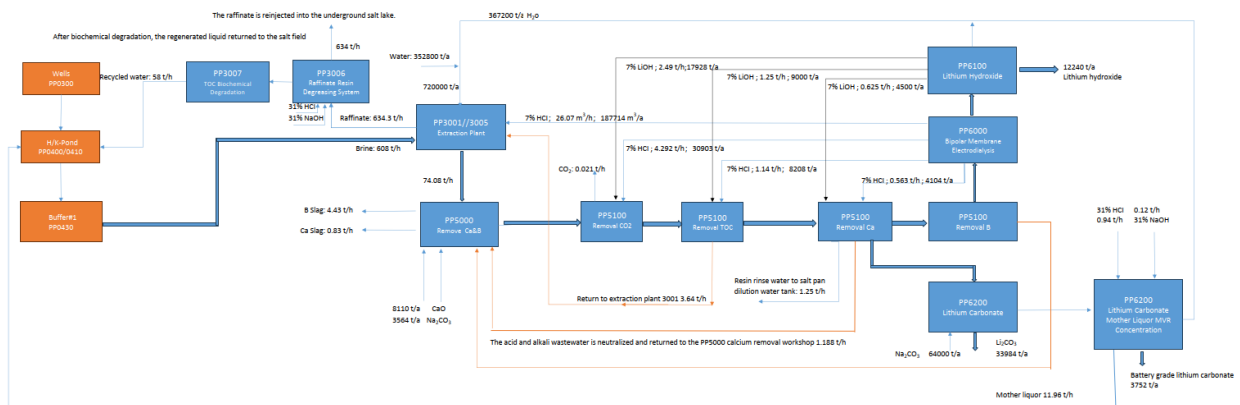 The raffinate is reinjected into the underground salt lake.
367200 t/a H₂o
After biochemical degradation, the regenerated liquid returned to the salt field
634 t/h
Water: 352800 t/a
Wells
PP0300
Recycled water: 58 t/h
PP3007
TOC Biochemical
Degradation
PP3006
Raffinate Resin
Degreasing System
31% HCl
31% NaOH
720000 t/a
Raffinate: 634.3 t/h
PP3001//3005
Extraction Plant
7% LiOH ; 2.49 t/h;17928 t/a
7% LiOH ; 1.25 t/h ; 9000 t/a
7% LiOH ; 0.625 t/h ; 4500 t/a
PP6100
Lithium Hydroxide
12240 t/a
Lithium hydroxide
7% HCl ; 26.07 m³/h ; 187714 m³/a
7% HCl ; 4.292 t/h ; 30903 t/a
7% HCl ; 1.14 t/h ; 8208 t/a
7% HCl ; 0.563 t/h ; 4104 t/a
PP6000
Bipolar Membrane
Electrodialysis
H/K-Pond
PP0400/0410
Brine: 608 t/h
74.08 t/h
CO₂: 0.021 t/h
Buffer#1
PP0430
B Slag: 4.43 t/h
Ca Slag: 0.83 t/h
PP5000
Remove Ca&B
PP5100
Removal CO2
PP5100
Removal TOC
PP5100
Removal Ca
PP5100
Removal B
31% HCl 0.12 t/h
0.94 t/h 31% NaOH
8110 t/a CaO
3564 t/a Na₂CO₃
Return to extraction plant 3001 3.64 t/h
Resin rinse water to salt pan
dilution water tank: 1.25 t/h
PP6200
Lithium Carbonate
PP6200
Lithium Carbonate
Mother Liquor MVR
Concentration
The acid and alkali wastewater is neutralized and returned to the PP5000 calcium removal workshop 1.188 t/h
Na₂CO₃ 64000 t/a
Li₂CO₃
33984 t/a
Battery grade lithium carbonate
3752 t/a
Mother liquor 11.96 t/h